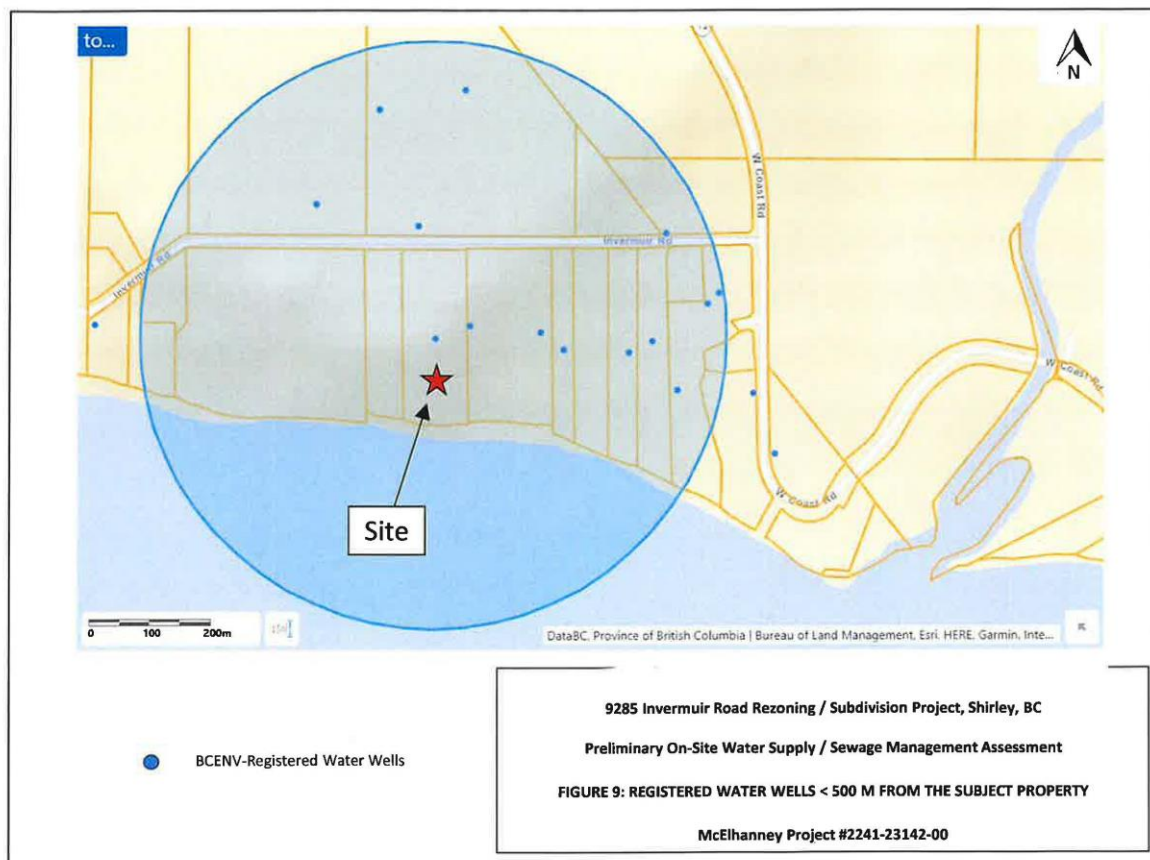 to...
N
W Coast Rd
Invermuir Rd
Invermuir Rd
W Coast Rd
W Coast Rd
Site
0 100 200m
DataBC, Province of British Columbia | Bureau of Land Management, Esri, HERE, Garmin, Inte...
9285 Invermuir Road Rezoning / Subdivision Project, Shirley, BC
Preliminary On-Site Water Supply / Sewage Management Assessment
BCENV-Registered Water Wells
FIGURE 9: REGISTERED WATER WELLS < 500 M FROM THE SUBJECT PROPERTY
McElhanney Project #2241-23142-00